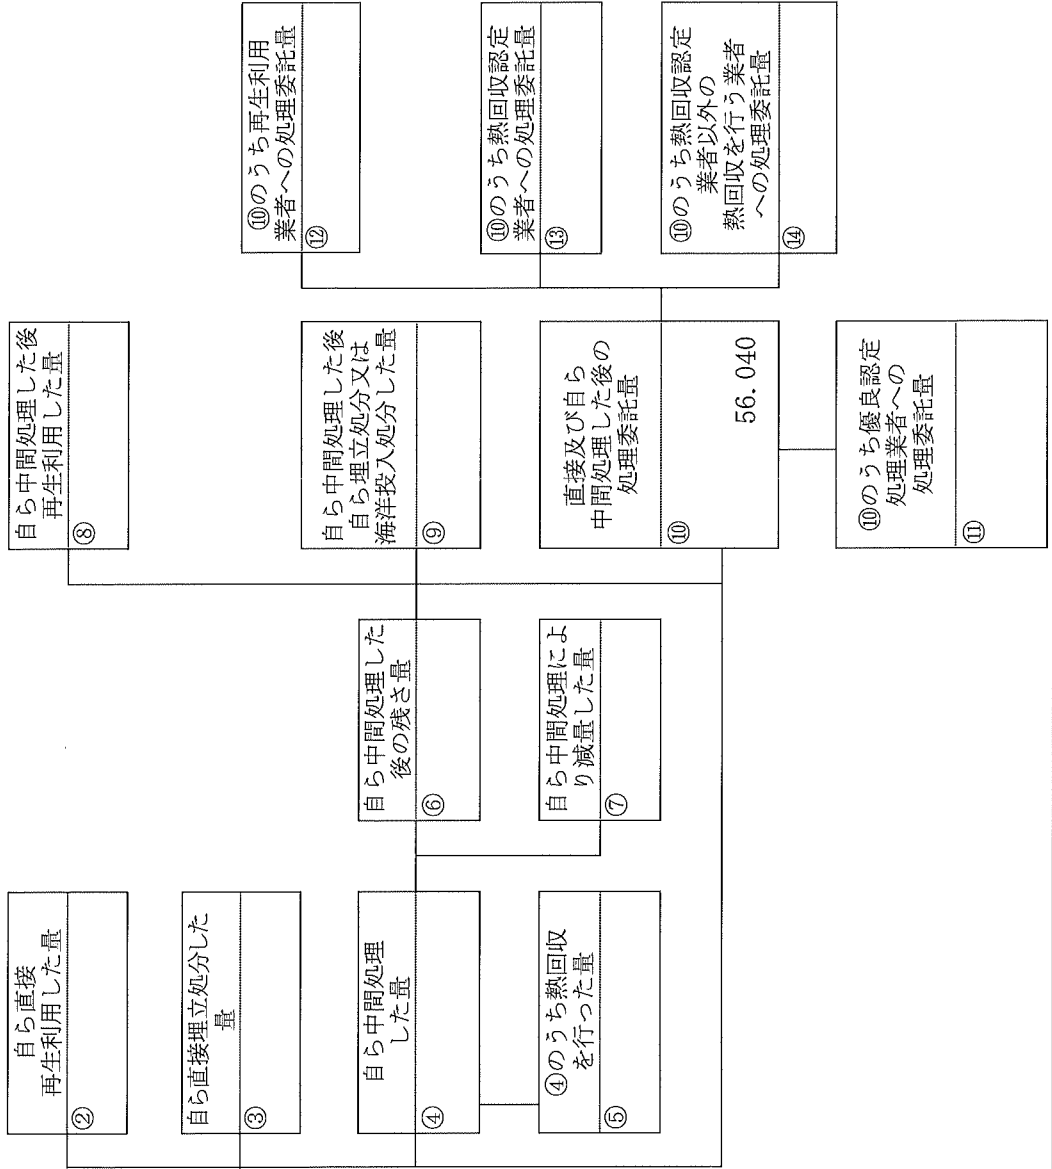 自ら直接
再生利用した量
②
自ら直接埋立処分した
量
③
自ら中間処理
した量
④
④のうち熱回収
を行った量
⑤
自ら中間処理した
後の残さ量
⑥
自ら中間処理によ
り減量した量
⑦
自ら中間処理した後
再生利用した量
⑧
自ら中間処理した後
自ら埋立処分又は
海洋投入処分した量
⑨
直接及び自ら
中間処理した後の
処理委託量
⑩
56.040
⑩のうち優良認定
処理業者への
処理委託量
⑪
⑩のうち再生利用
業者への処理委託量
⑫
⑩のうち熱回収認定
業者への処理委託量
⑬
⑩のうち熱回収認定
業者以外の
熱回収を行う業者
への処理委託量
⑭